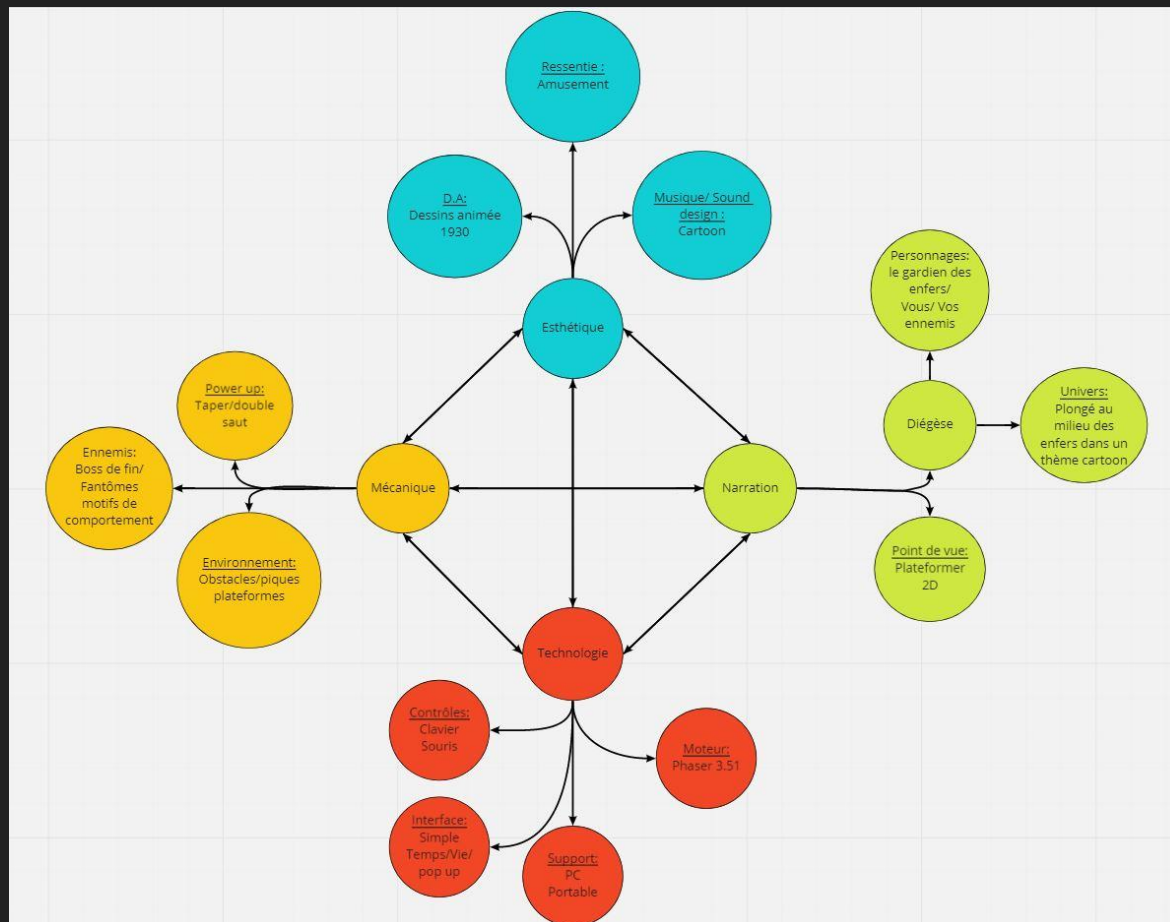 Ressentie :
Amusement
D.A:
Dessins animée
1930
Musique/ Sound
design :
Cartoon
Esthétique
Personnages:
le gardien des
enfers/
Vous/ Vos
ennemis
Diégèse
Univers:
Plongé au
milieu des
enfers dans un
thème cartoon
Power up:
Taper/double
saut
Ennemis:
Boss de fin/
Fantômes
motifs de
comportement
Mécanique
Narration
Environnement:
Obstacles/piques
plateformes
Point de vue:
Plateformer
2D
Technologie
Contrôles:
Clavier
Souris
Moteur:
Phaser 3.51
Interface:
Simple
Temps/Vie/
pop up
Support:
PC
Portable